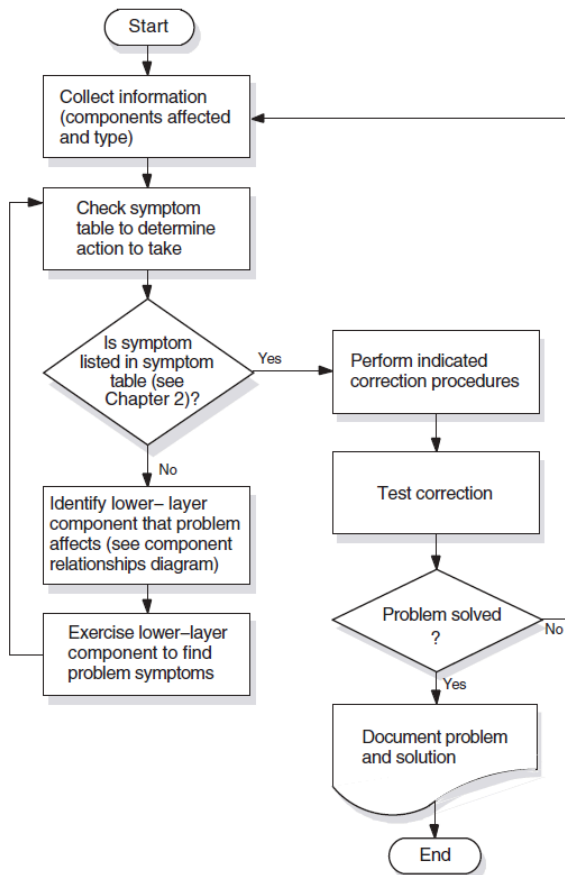 Start
Collect information
(components affected
and type)
Check symptom
table to determine
action to take
Is symptom
listed in symptom
table (see
Chapter 2)?
Yes
No
Identify lower– layer
component that problem
affects (see component
relationships diagram)
Exercise lower–layer
component to find
problem symptoms
Perform indicated
correction procedures
Test correction
Problem solved
?
No
Yes
Document problem
and solution
End